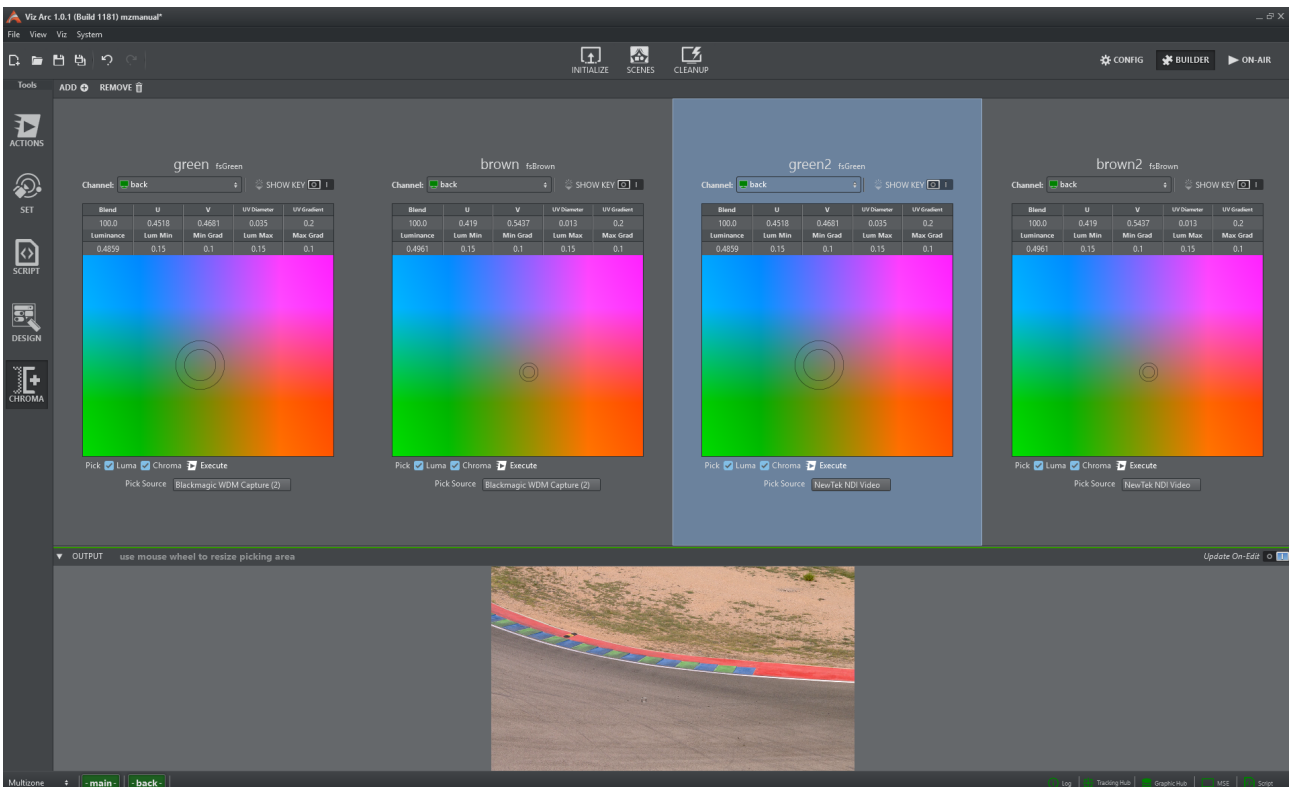 Viz Arc 1.0.1 (Build 1181) mzmanual*
File View Viz System
INITIALIZE SCENES CLEANUP
CONFIG BUILDER ON-AIR
Tools
ADD REMOVE
ACTIONS
SET
SCRIPT
DESIGN
CHROMA
green fsGreen
Channel: back SHOW KEY
Blend U V UV Diameter UV Gradient
100.0 0.4518 0.4681 0.035 0.2
Luminance Lum Min Min Grad Lum Max Max Grad
0.4859 0.15 0.1 0.15 0.1
Pick Luma Chroma Execute
Pick Source Blackmagic WDM Capture (2)
brown fsBrown
Channel: back SHOW KEY
Blend U V UV Diameter UV Gradient
100.0 0.419 0.5437 0.013 0.2
Luminance Lum Min Min Grad Lum Max Max Grad
0.4961 0.15 0.1 0.15 0.1
Pick Luma Chroma Execute
Pick Source Blackmagic WDM Capture (2)
green2 fsGreen
Channel: back SHOW KEY
Blend U V UV Diameter UV Gradient
100.0 0.4518 0.4681 0.035 0.2
Luminance Lum Min Min Grad Lum Max Max Grad
0.4859 0.15 0.1 0.15 0.1
Pick Luma Chroma Execute
Pick Source NewTek NDI Video
brown2 fsBrown
Channel: back SHOW KEY
Blend U V UV Diameter UV Gradient
100.0 0.419 0.5437 0.013 0.2
Luminance Lum Min Min Grad Lum Max Max Grad
0.4961 0.15 0.1 0.15 0.1
Pick Luma Chroma Execute
Pick Source NewTek NDI Video
OUTPUT use mouse wheel to resize picking area Update On-Edit
Multizone -main- -back- Log Tracking Hub Graphic Hub MSE Script